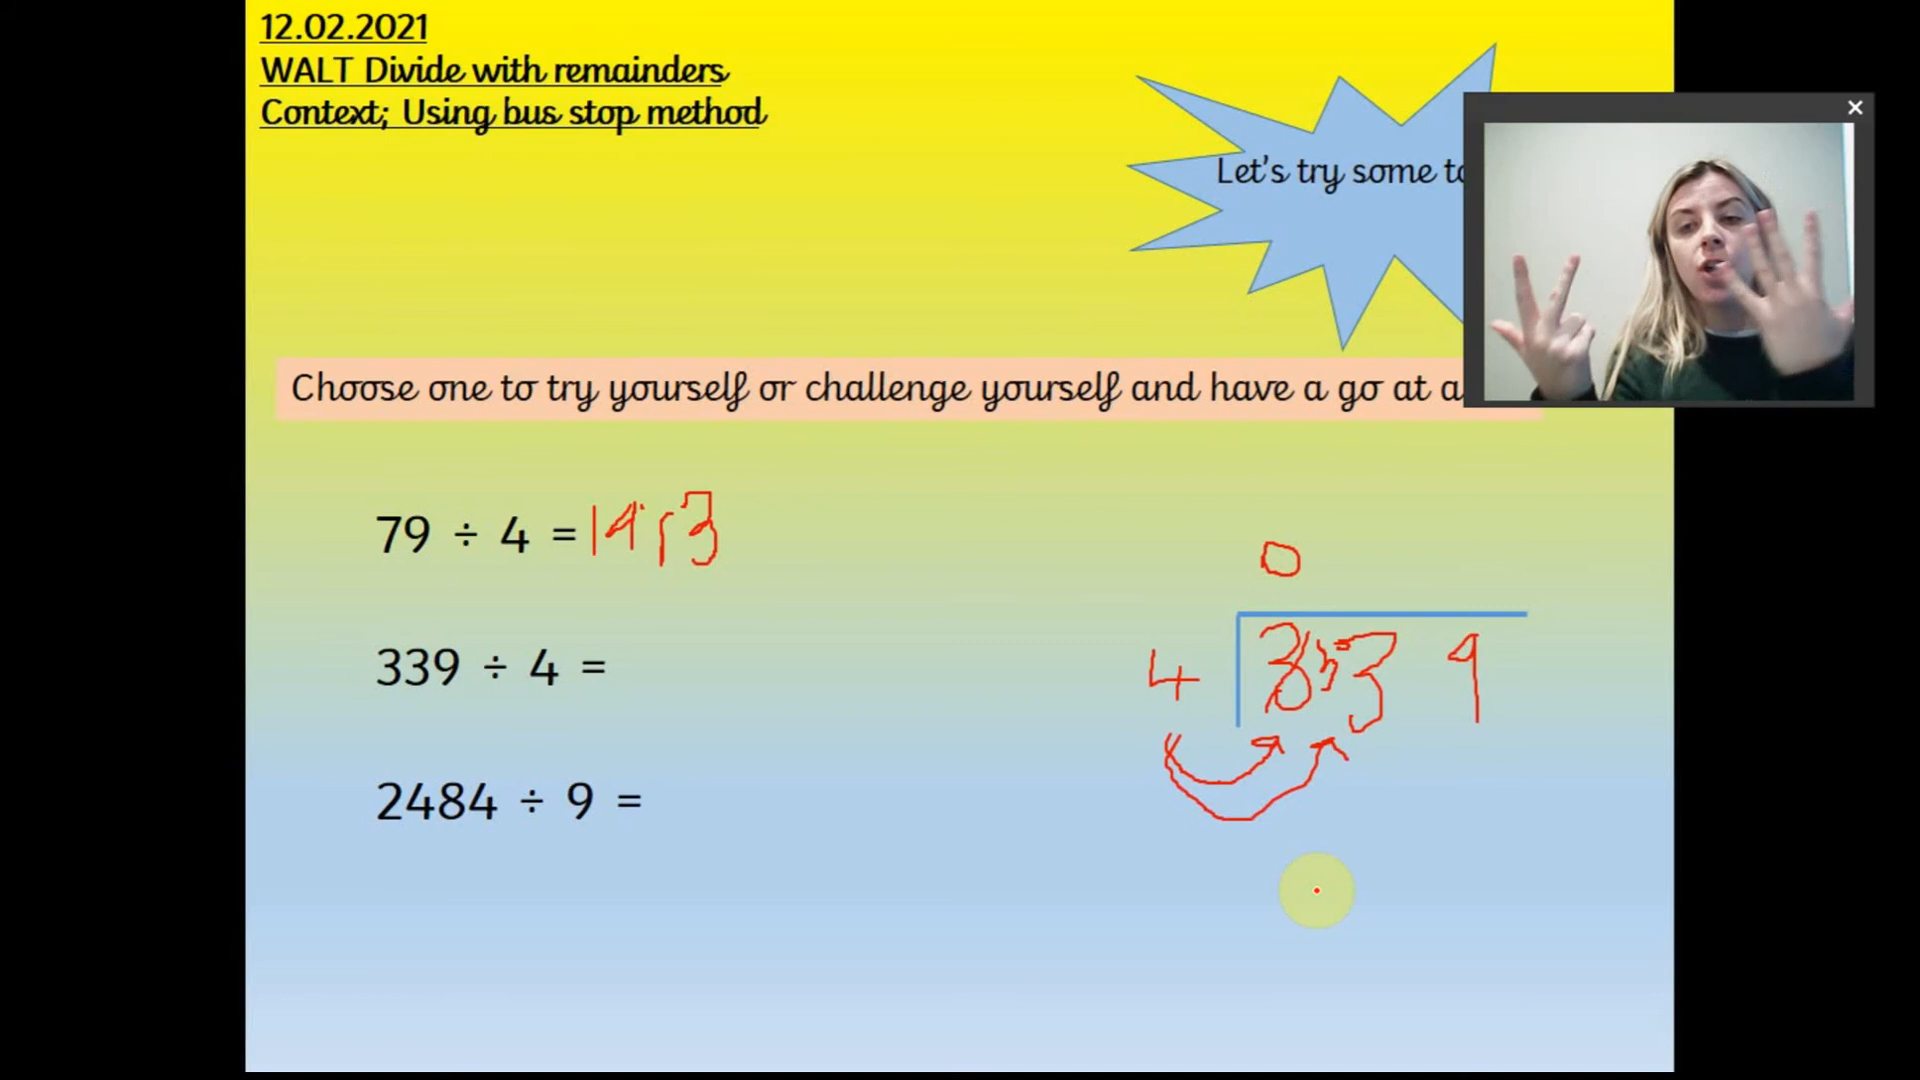 12.02.2021
WALT Divide with remainders
Context; Using bus stop method
Let's try some
Choose one to try yourself or challenge yourself and have a go at
79 ÷ 4 = 19 r 3
0
339 ÷ 4 =
4 3 3 3 9
2484 ÷ 9 =